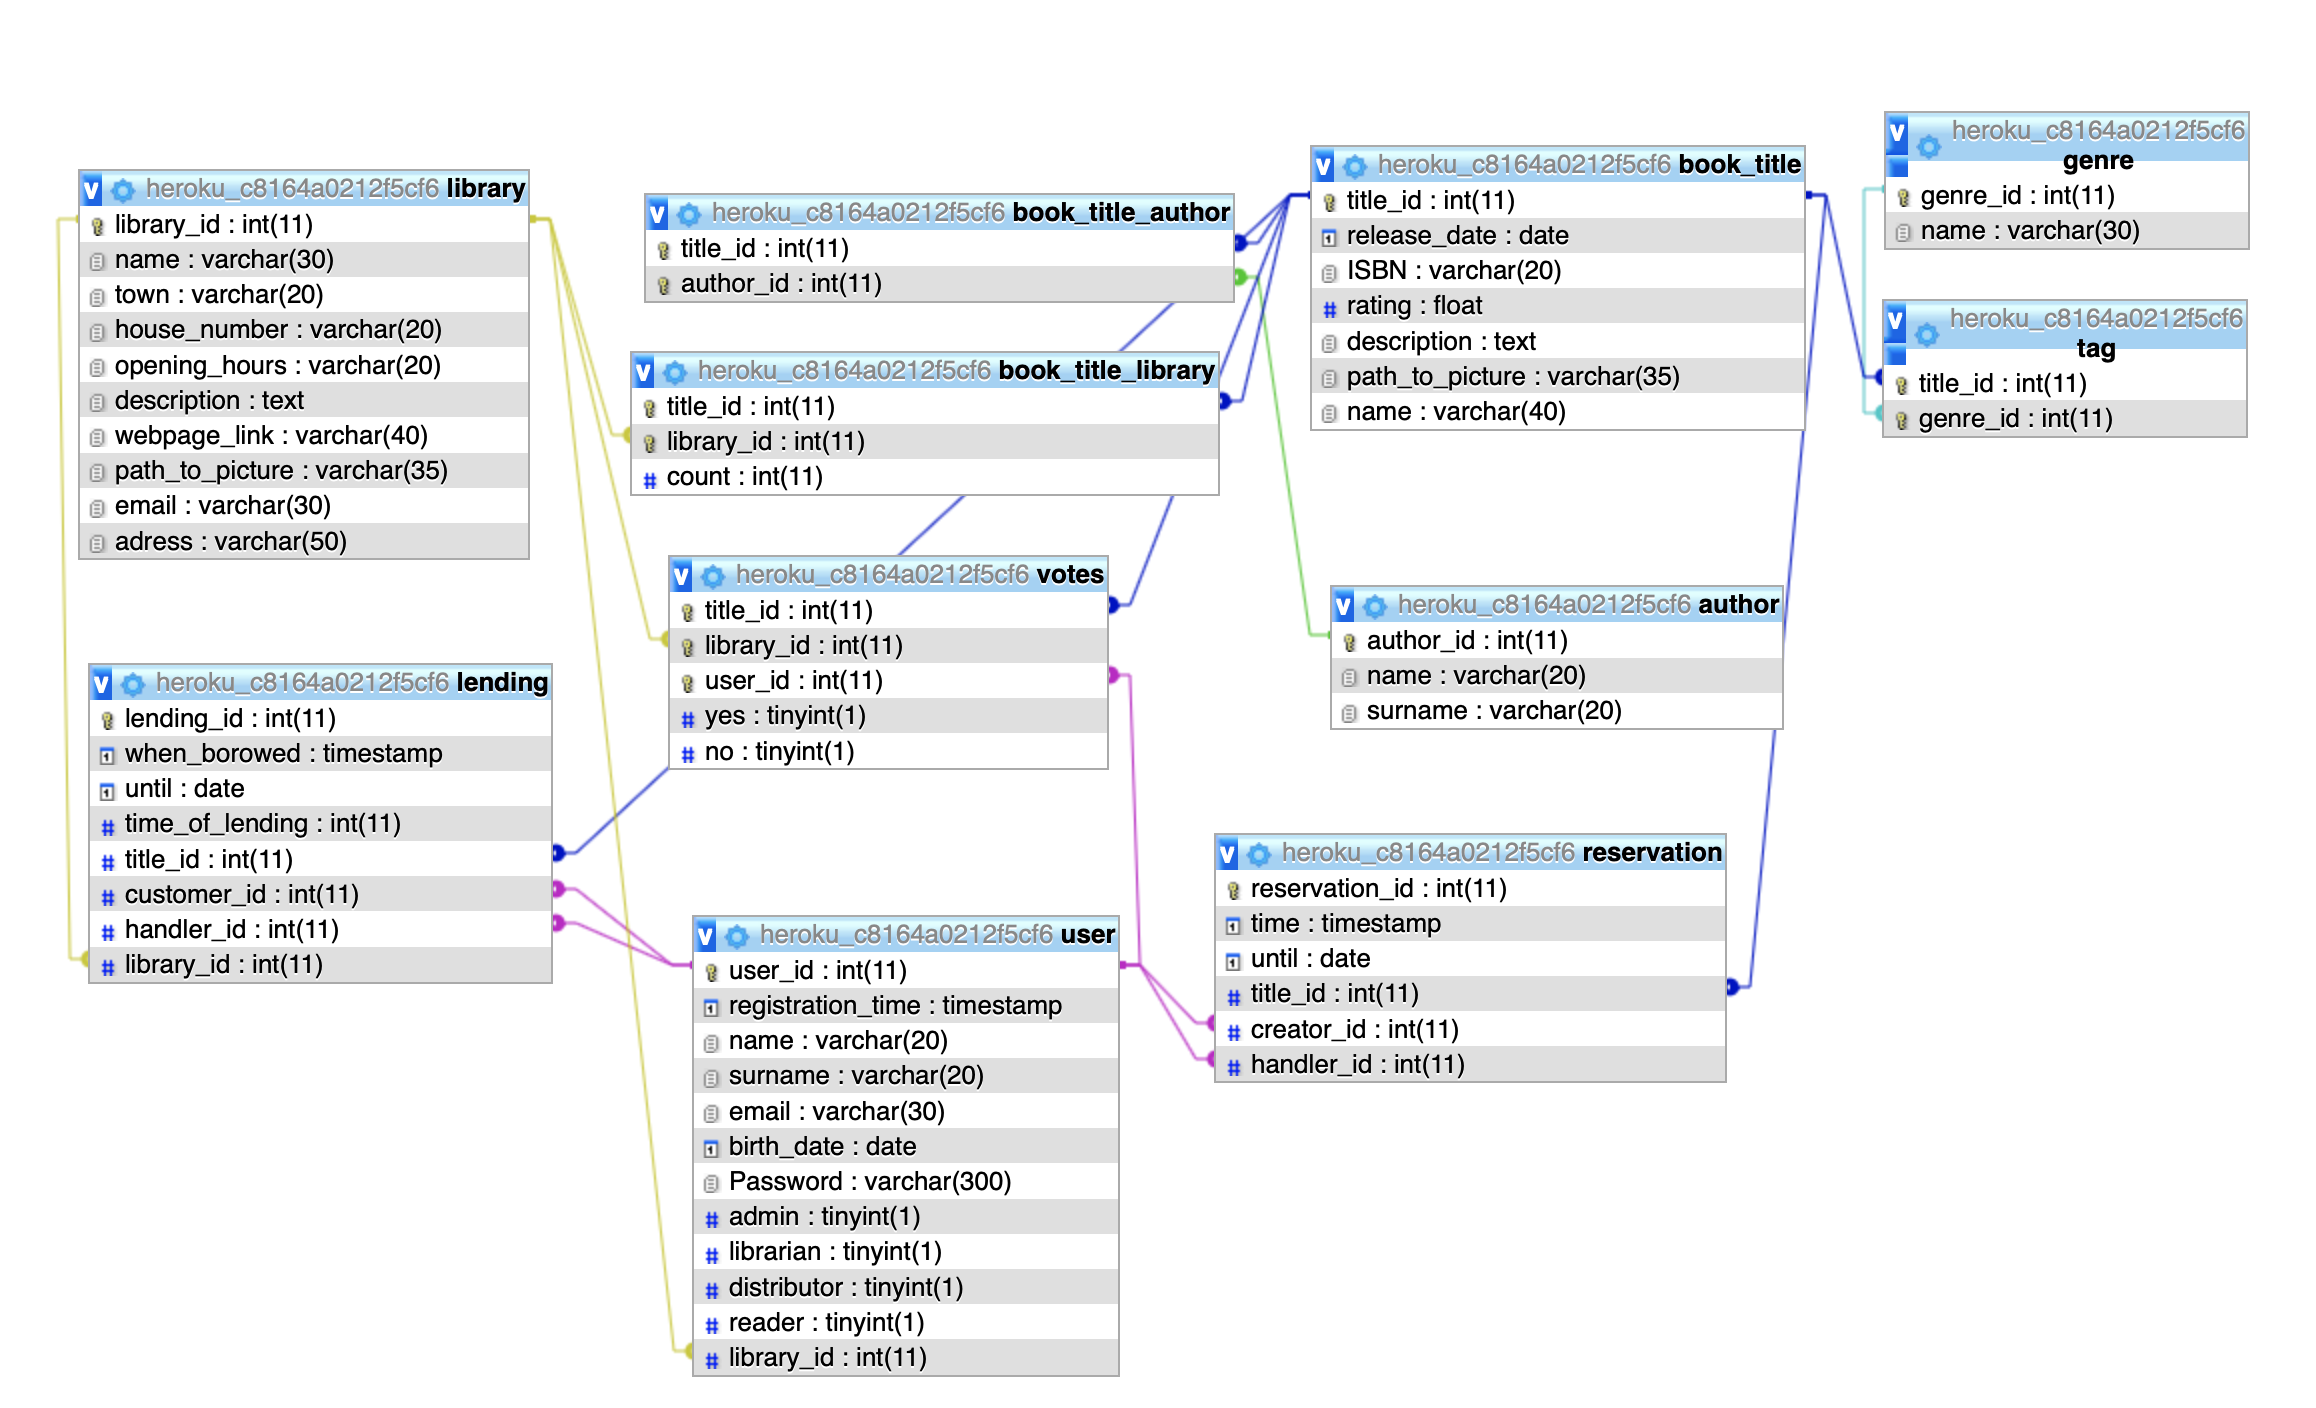 heroku_c8164a0212f5cf6 library
library_id : int(11)
name : varchar(30)
town : varchar(20)
house_number : varchar(20)
opening_hours : varchar(20)
description : text
webpage_link : varchar(40)
path_to_picture : varchar(35)
email : varchar(30)
adress : varchar(50)
heroku_c8164a0212f5cf6 lending
lending_id : int(11)
when_borowed : timestamp
until : date
time_of_lending : int(11)
title_id : int(11)
customer_id : int(11)
handler_id : int(11)
library_id : int(11)
heroku_c8164a0212f5cf6 book_title_author
title_id : int(11)
author_id : int(11)
heroku_c8164a0212f5cf6 book_title_library
title_id : int(11)
library_id : int(11)
count : int(11)
heroku_c8164a0212f5cf6 votes
title_id : int(11)
library_id : int(11)
user_id : int(11)
yes : tinyint(1)
no : tinyint(1)
heroku_c8164a0212f5cf6 user
user_id : int(11)
registration_time : timestamp
name : varchar(20)
surname : varchar(20)
email : varchar(30)
birth_date : date
Password : varchar(300)
admin : tinyint(1)
librarian : tinyint(1)
distributor : tinyint(1)
reader : tinyint(1)
library_id : int(11)
heroku_c8164a0212f5cf6 book_title
title_id : int(11)
release_date : date
ISBN : varchar(20)
rating : float
description : text
path_to_picture : varchar(35)
name : varchar(40)
heroku_c8164a0212f5cf6 author
author_id : int(11)
name : varchar(20)
surname : varchar(20)
heroku_c8164a0212f5cf6 reservation
reservation_id : int(11)
time : timestamp
until : date
title_id : int(11)
creator_id : int(11)
handler_id : int(11)
heroku_c8164a0212f5cf6
genre
genre_id : int(11)
name : varchar(30)
heroku_c8164a0212f5cf6
tag
title_id : int(11)
genre_id : int(11)